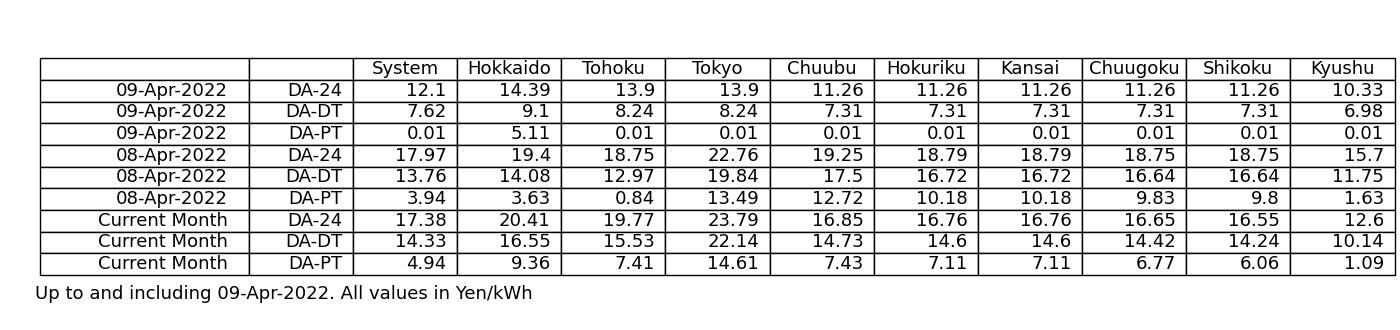 System Hokkaido Tohoku Tokyo Chuubu Hokuriku Kansai Chuugoku Shikoku Kyushu
09-Apr-2022 DA-24 12.1 14.39 13.9 13.9 11.26 11.26 11.26 11.26 11.26 10.33
09-Apr-2022 DA-DT 7.62 9.1 8.24 8.24 7.31 7.31 7.31 7.31 7.31 6.98
09-Apr-2022 DA-PT 0.01 5.11 0.01 0.01 0.01 0.01 0.01 0.01 0.01 0.01
08-Apr-2022 DA-24 17.97 19.4 18.75 22.76 19.25 18.79 18.79 18.75 18.75 15.7
08-Apr-2022 DA-DT 13.76 14.08 12.97 19.84 17.5 16.72 16.72 16.64 16.64 11.75
08-Apr-2022 DA-PT 3.94 3.63 0.84 13.49 12.72 10.18 10.18 9.83 9.8 1.63
Current Month DA-24 17.38 20.41 19.77 23.79 16.85 16.76 16.76 16.65 16.55 12.6
Current Month DA-DT 14.33 16.55 15.53 22.14 14.73 14.6 14.6 14.42 14.24 10.14
Current Month DA-PT 4.94 9.36 7.41 14.61 7.43 7.11 7.11 6.77 6.06 1.09
Up to and including 09-Apr-2022. All values in Yen/kWh